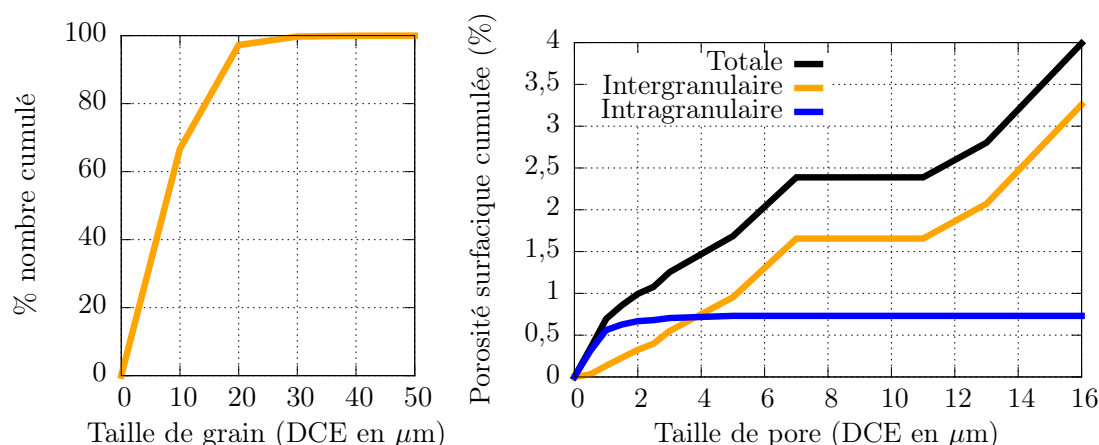 % nombre cumulé
100
80
60
40
20
0
0 10 20 30 40 50
Taille de grain (DCE en μm)
Porosité surfacique cumulée (%)
4
3,5
3
2,5
2
1,5
1
0,5
0
0 2 4 6 8 10 12 14 16
Taille de pore (DCE en μm)
Totale
Intergranulaire
Intragranulaire